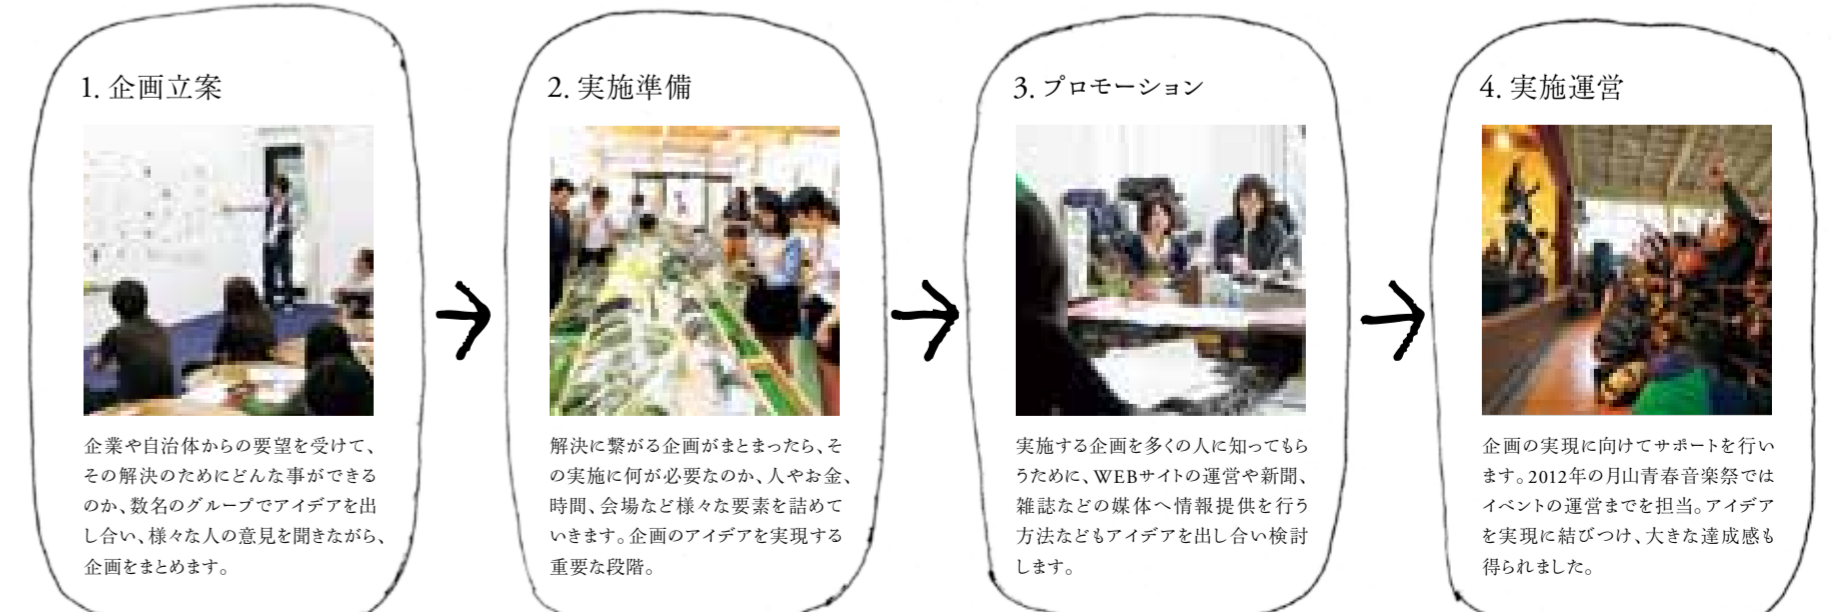 1. 企画立案
企業や自治体からの要望を受けて、
その解決のためにどんな事ができる
のか、数名のグループでアイデアを出
し合い、様々な人の意見を聞きながら、
企画をまとめます。
2. 実施準備
解決に繋がる企画がまとまったら、そ
の実施に何が必要なのか、人やお金、
時間、会場など様々な要素を詰めて
いきます。企画のアイデアを実現する
重要な段階。
3. プロモーション
実施する企画を多くの人に知ってもら
うために、WEBサイトの運営や新聞、
雑誌などの媒体へ情報提供を行う
方法などもアイデアを出し合い検討
します。
4. 実施運営
企画の実現に向けてサポートを行い
ます。2012年の月山青春音楽祭では
イベントの運営までを担当。アイデア
を実現に結びつけ、大きな達成感も
得られました。